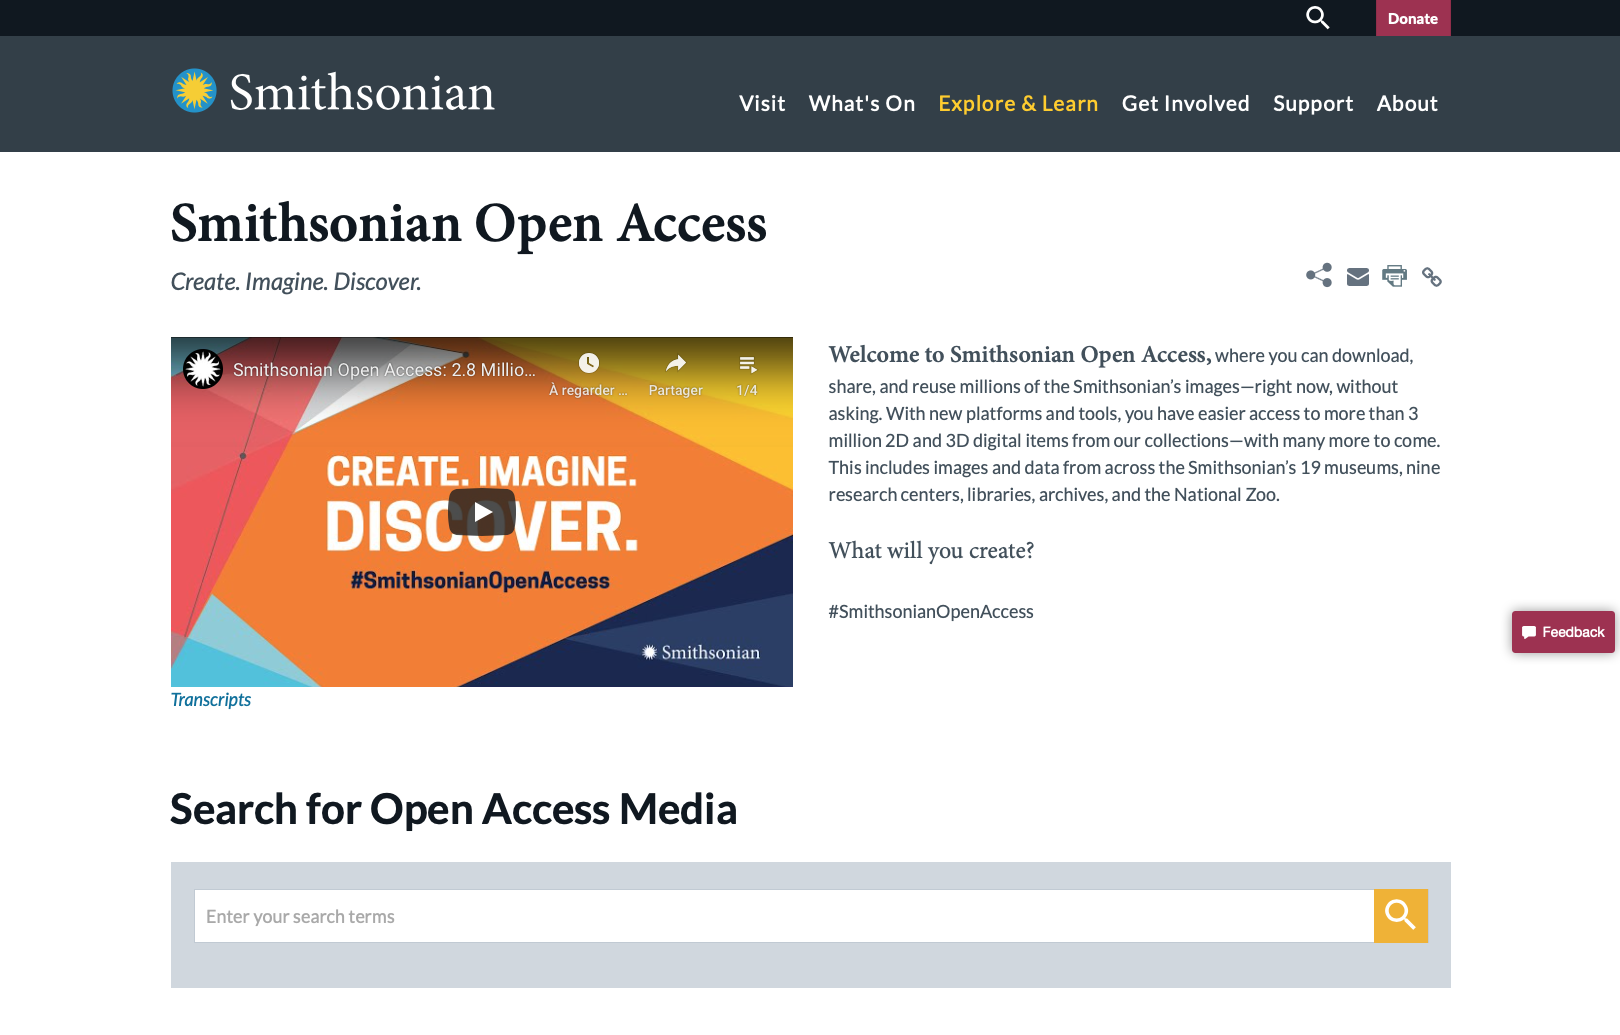 Donate
Smithsonian
Visit What's On Explore & Learn Get Involved Support About
Smithsonian Open Access
Create. Imagine. Discover.
Smithsonian Open Access: 2.8 Millio...
À regarder ...
Partager
1/4
CREATE. IMAGINE.
DISCOVER.
#SmithsonianOpenAccess
Smithsonian
Transcripts
Welcome to Smithsonian Open Access, where you can download,
share, and reuse millions of the Smithsonian’s images—right now, without
asking. With new platforms and tools, you have easier access to more than 3
million 2D and 3D digital items from our collections—with many more to come.
This includes images and data from across the Smithsonian’s 19 museums, nine
research centers, libraries, archives, and the National Zoo.
What will you create?
#SmithsonianOpenAccess
Feedback
Search for Open Access Media
Enter your search terms